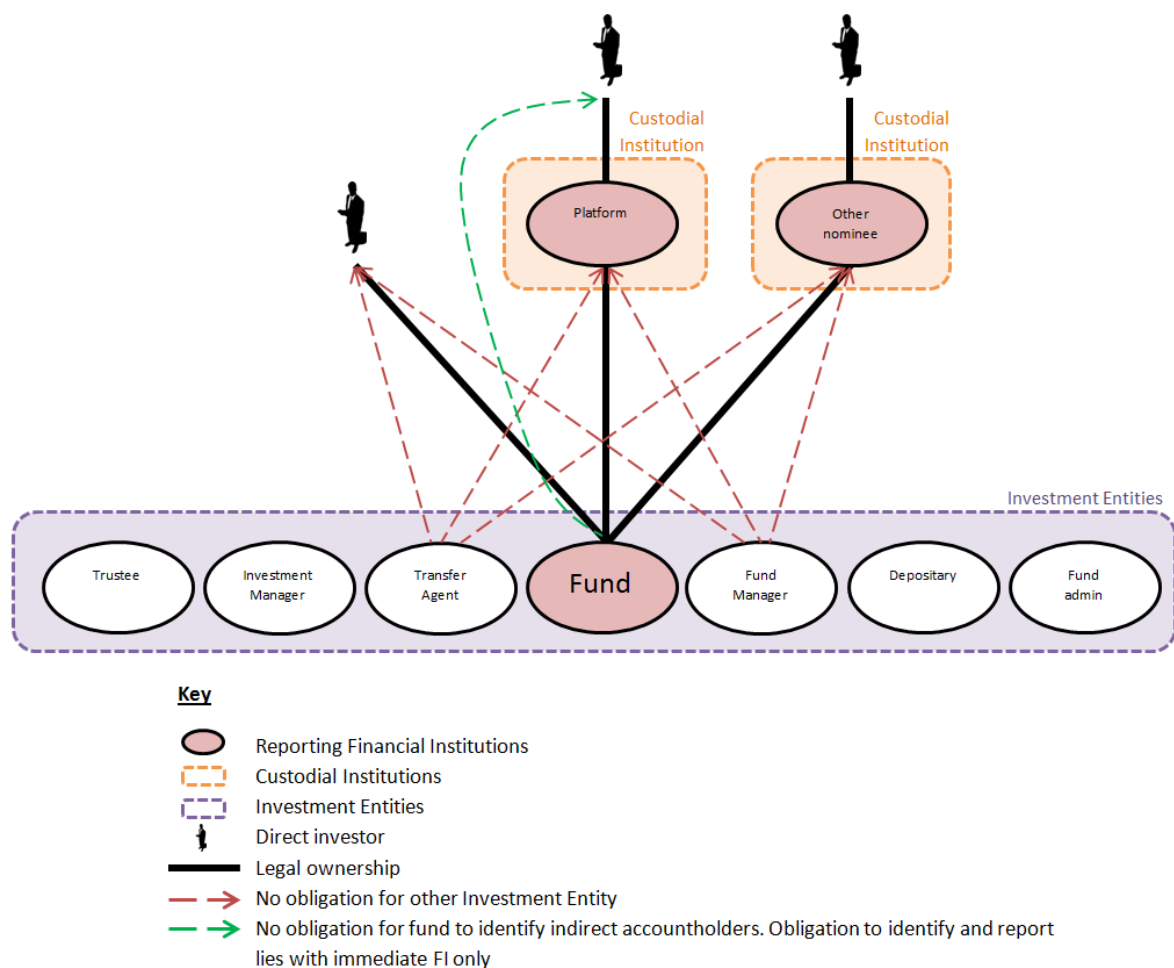 Custodial
Institution
Custodial
Institution
Platform
Other
nominee
Investment Entities
Trustee
Investment
Manager
Transfer
Agent
Fund
Fund
Manager
Depositary
Fund
admin
Key
Reporting Financial Institutions
Custodial Institutions
Investment Entities
Direct investor
Legal ownership
No obligation for other Investment Entity
No obligation for fund to identify indirect accountholders. Obligation to identify and report
lies with immediate FI only